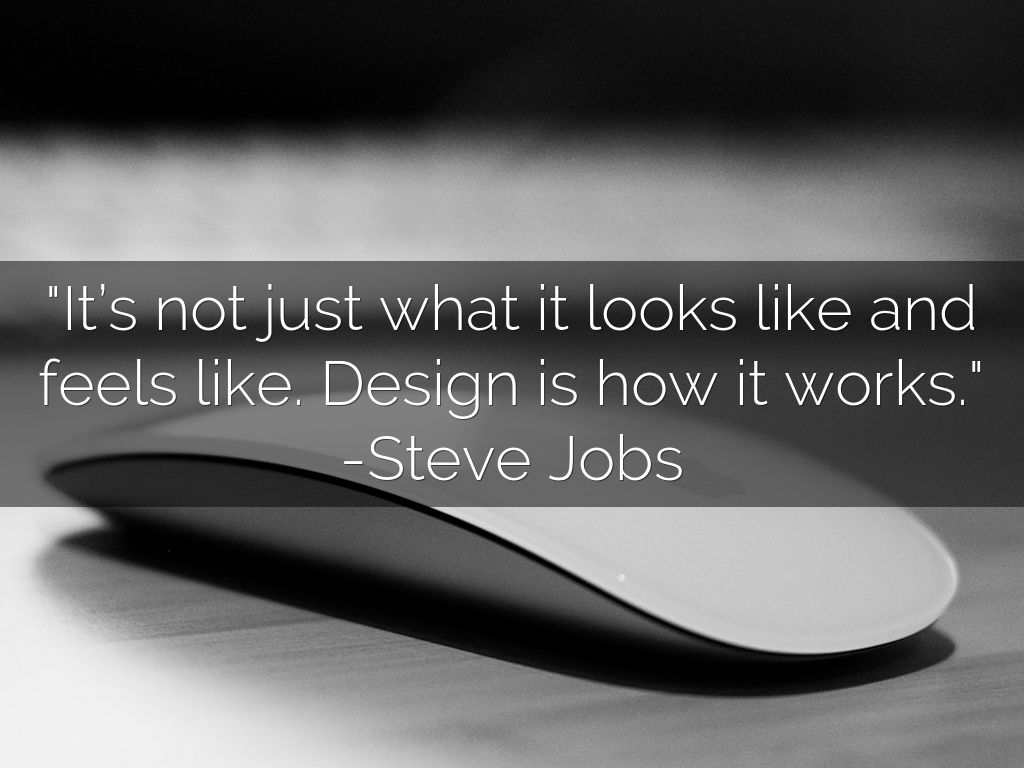 "It’s not just what it looks like and
feels like. Design is how it works."
-Steve Jobs